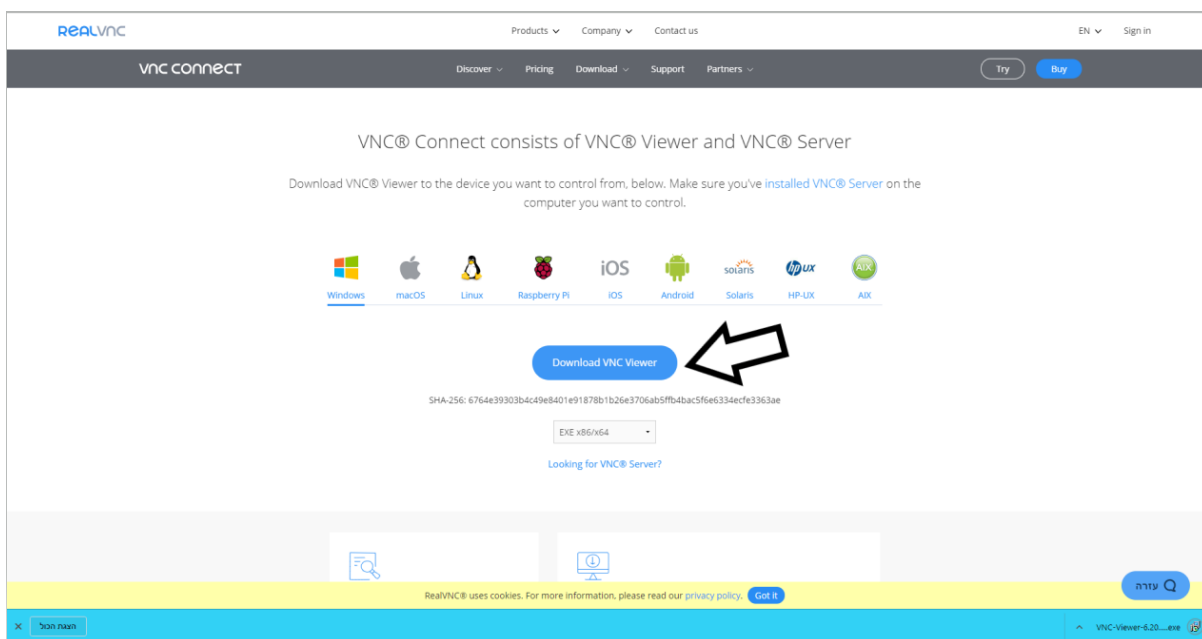 REALVNC
Products
Company
Contact us
EN
Sign in
VNC CONNECT
Discover
Pricing
Download
Support
Partners
Try
Buy
VNC® Connect consists of VNC® Viewer and VNC® Server
Download VNC® Viewer to the device you want to control from, below. Make sure you've installed VNC® Server on the
computer you want to control.
solaris
hp ux
AIX
iOS
Windows
macOS
Linux
Raspberry Pi
iOS
Android
Solaris
HP-UX
AIX
Download VNC Viewer
SHA-256: 6764e39303b4c49e8401e91878b1b26e3706ab5ffb4bac5f6e6334ecfe3363ae
EXE x86/x64
Looking for VNC® Server?
עזרה
RealVNC® uses cookies. For more information, please read our privacy policy.
Got it
הצגת הכול
VNC-Viewer-6.20....exe